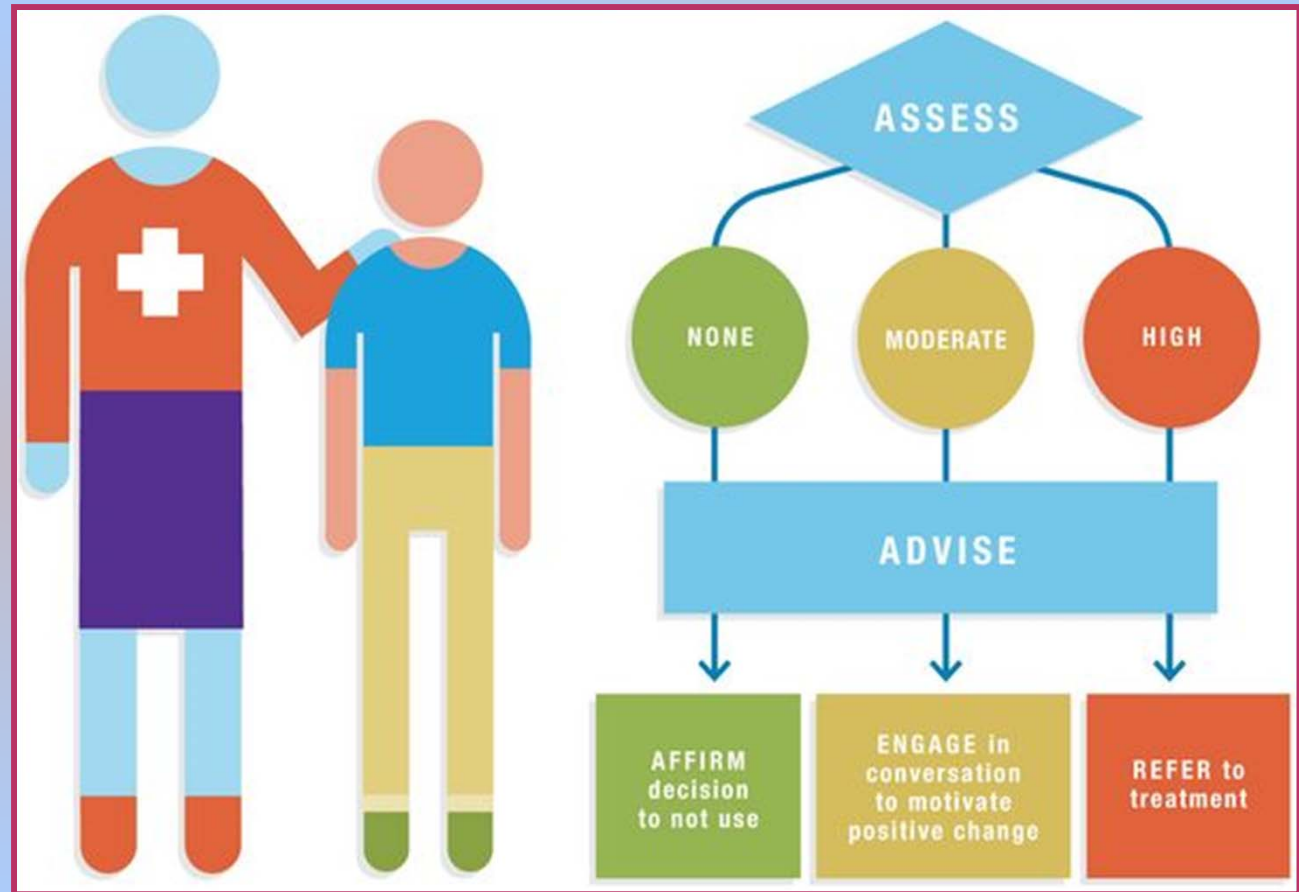 ASSESS
NONE
MODERATE
HIGH
ADVISE
AFFIRM
decision
to not use
ENGAGE in
conversation
to motivate
positive change
REFER to
treatment